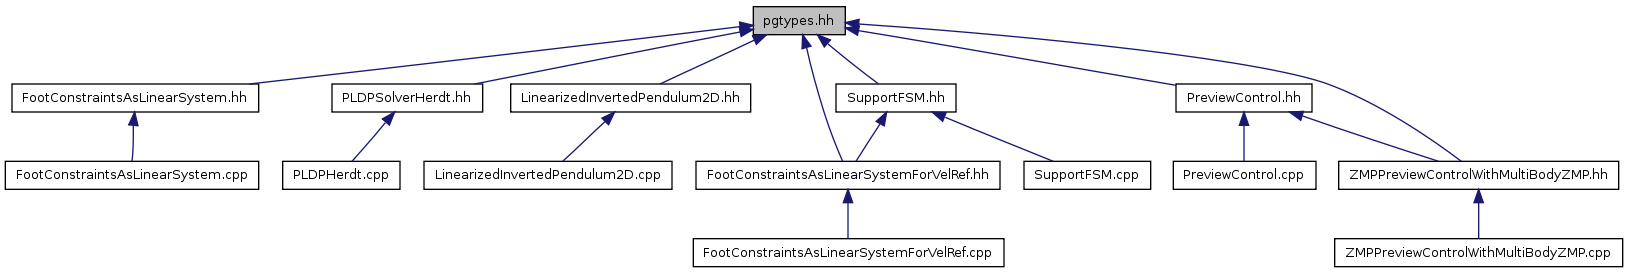 pgtypes.hh
FootConstraintsAsLinearSystem.hh
PLDPSolverHerdt.hh
LinearizedInvertedPendulum2D.hh
SupportFSM.hh
PreviewControl.hh
FootConstraintsAsLinearSystem.cpp
PLDPHerdt.cpp
LinearizedInvertedPendulum2D.cpp
FootConstraintsAsLinearSystemForVelRef.hh
SupportFSM.cpp
PreviewControl.cpp
ZMPPreviewControlWithMultiBodyZMP.hh
FootConstraintsAsLinearSystemForVelRef.cpp
ZMPPreviewControlWithMultiBodyZMP.cpp